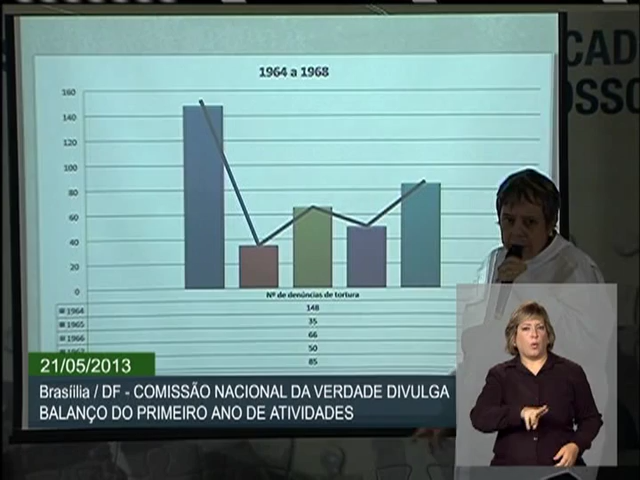 CAD
OSSO
1964 a 1968
160
140
120
100
80
60
40
20
0
Nº de denúncias de tortura
1964 148
1965 35
1966 66
1967 50
85
21/05/2013
Brasíilia / DF - COMISSÃO NACIONAL DA VERDADE DIVULGA
BALANÇO DO PRIMEIRO ANO DE ATIVIDADES